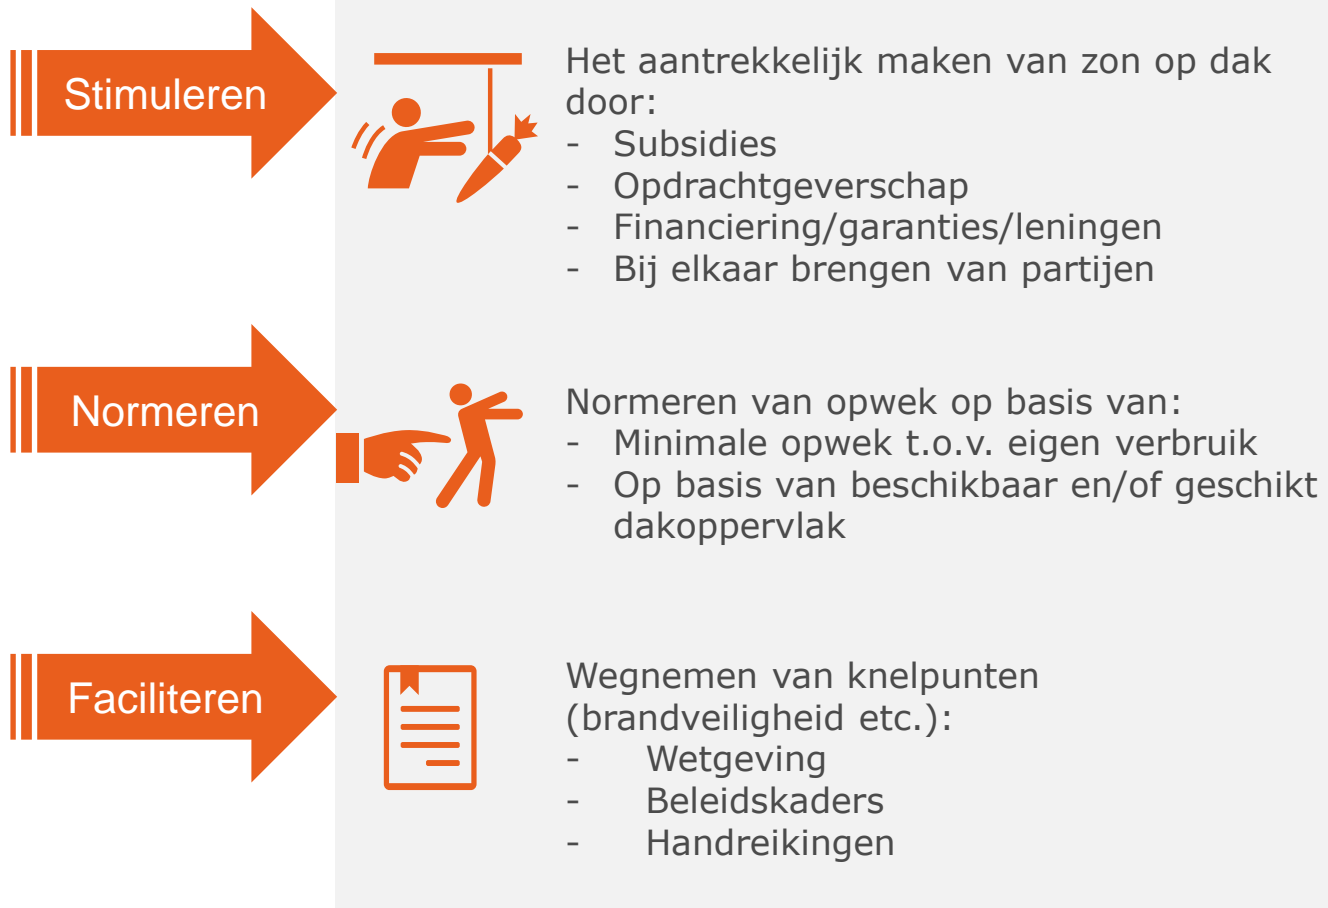 Stimuleren
Het aantrekkelijk maken van zon op dak
door:
- Subsidies
- Opdrachtgeverschap
- Financiering/garanties/leningen
- Bij elkaar brengen van partijen
Normeren
Normeren van opwek op basis van:
- Minimale opwek t.o.v. eigen verbruik
- Op basis van beschikbaar en/of geschikt
dakoppervlak
Faciliteren
Wegnemen van knelpunten
(brandveiligheid etc.):
- Wetgeving
- Beleidskaders
- Handreikingen